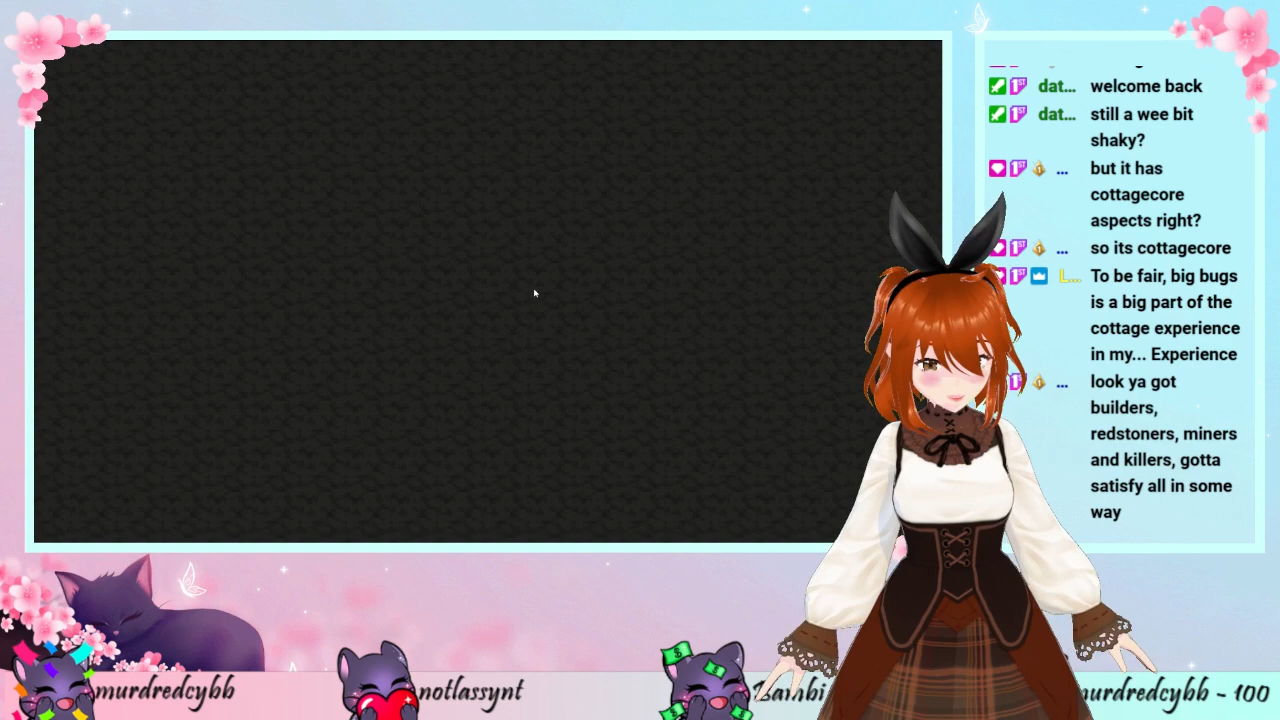 dat... welcome back
dat... still a wee bit
shaky?
... but it has
cottagecore
aspects right?
... so its cottagecore
L... To be fair, big bugs
is a big part of the
cottage experience
in my... Experience
... look ya got
builders,
redstoners, miners
and killers, gotta
satisfy all in some
way
murdredcybb
notlassynt
Bambi
murdredcybb - 100